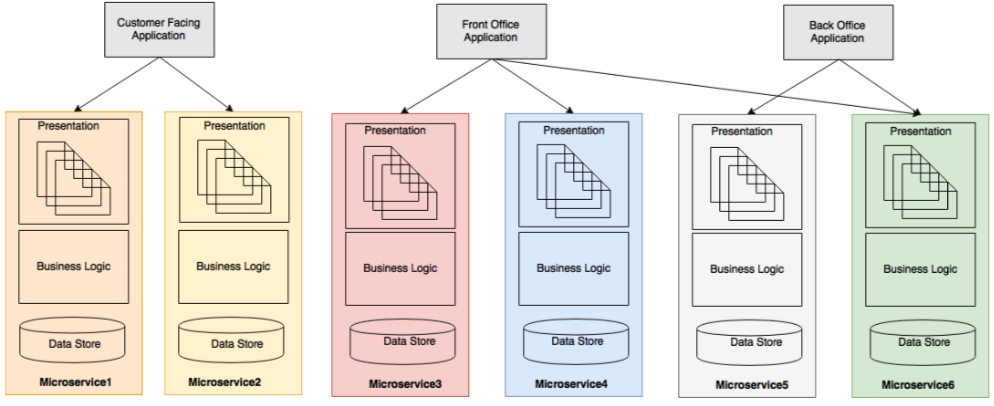 Customer Facing
Application
Front Office
Application
Back Office
Application
Presentation
Business Logic
Data Store
Microservice1
Presentation
Business Logic
Data Store
Microservice2
Presentation
Business Logic
Data Store
Microservice3
Presentation
Business Logic
Data Store
Microservice4
Presentation
Business Logic
Data Store
Microservice5
Presentation
Business Logic
Data Store
Microservice6